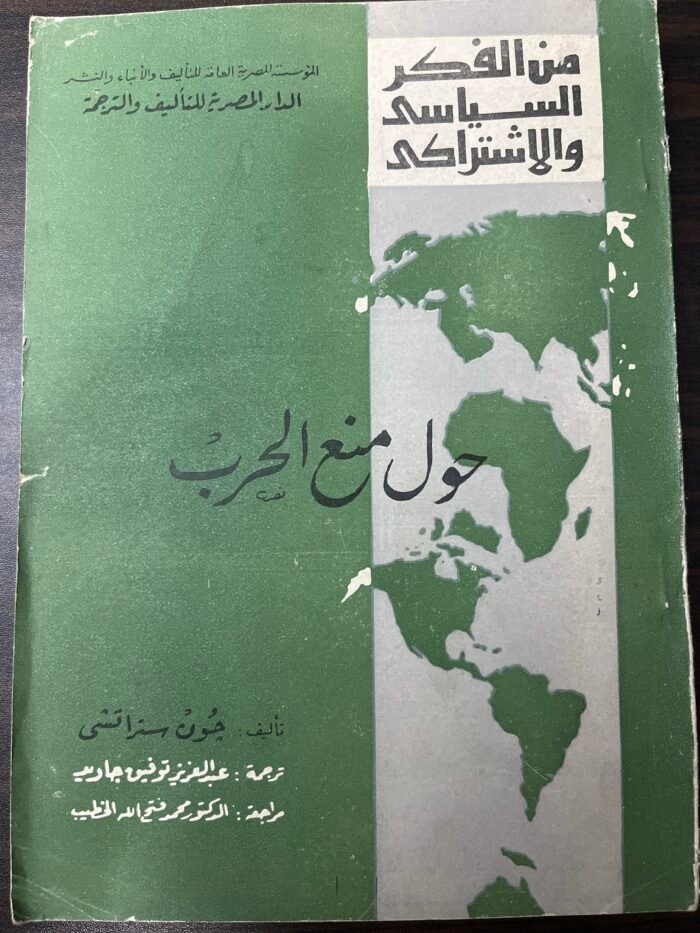 من الفكر
السياسى
والاشتراكى
المؤسسة المصرية العامة للتأليف والأنباء والنشر
الدار المصرية للتأليف والترجمة
حول منع الحرب
تأليف: چون ستراتشى
ترجمة: عبد العزيز توفيق جاويد
مراجعة: الدكتور محمد فتح الله الخطيب